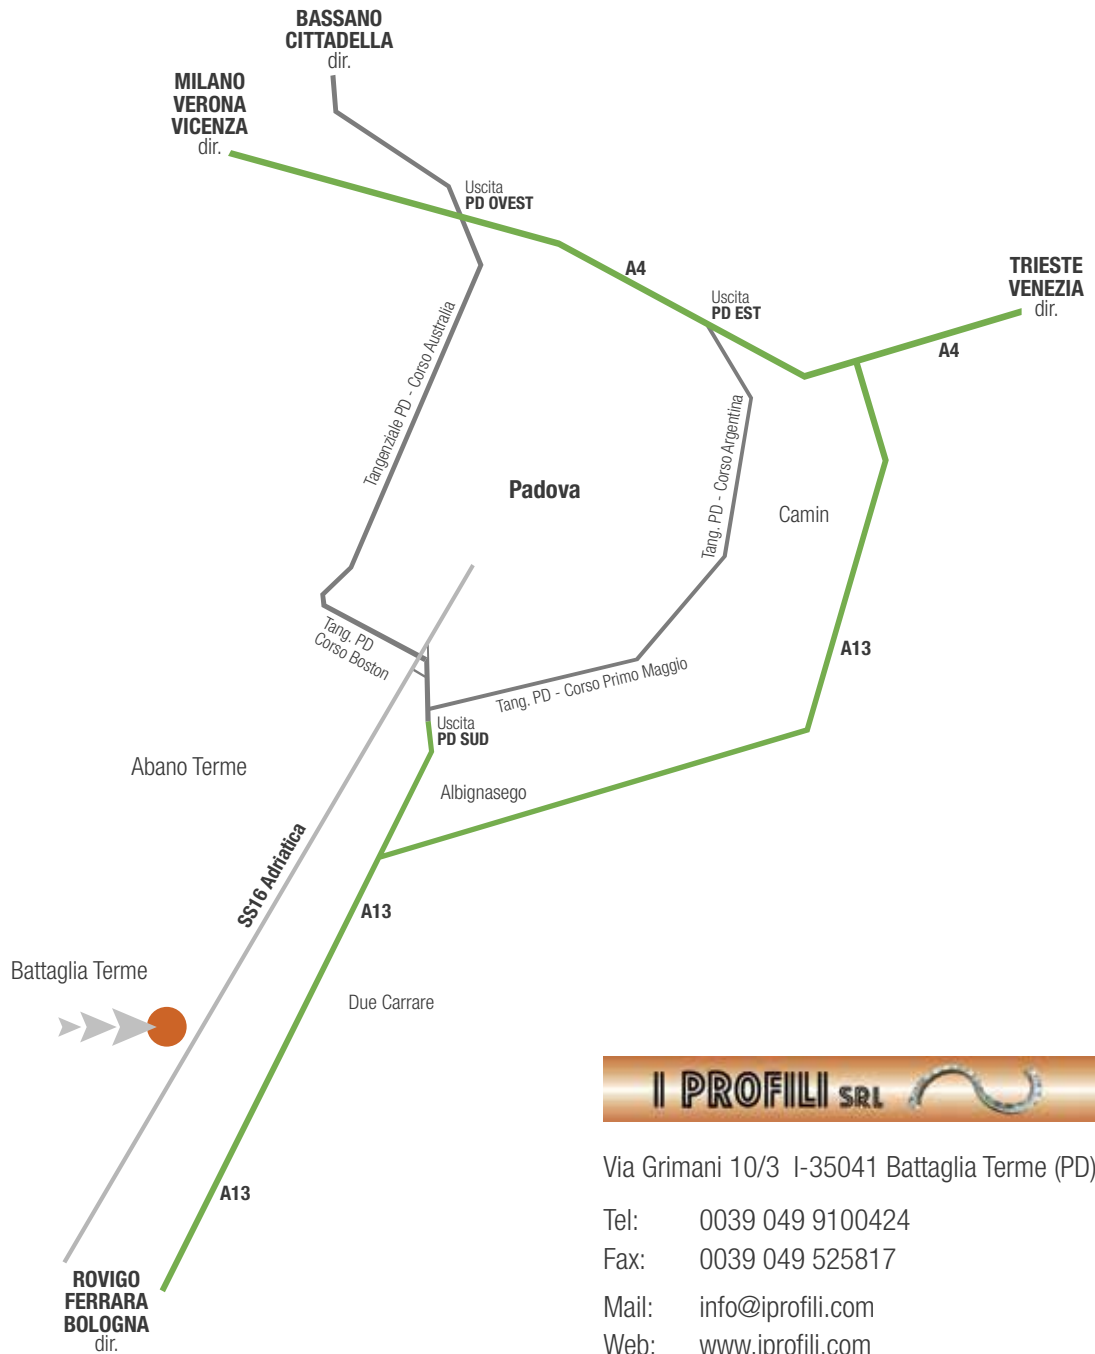 BASSANO
CITTADELLA
dir.
MILANO
VERONA
VICENZA
dir.
Uscita
PD OVEST
A4
TRIESTE
VENEZIA
dir.
Uscita
PD EST
A4
Tangenziale PD - Corso Australia
Tang. PD - Corso Argentina
Padova
Camin
Tang. PD
Corso Boston
A13
Tang. PD - Corso Primo Maggio
Uscita
PD SUD
Abano Terme
Albignasego
SS16 Adriatica
A13
Battaglia Terme
Due Carrare
A13
ROVIGO
FERRARA
BOLOGNA
dir.
I PROFILI SRL
Via Grimani 10/3 I-35041 Battaglia Terme (PD)
Tel: 0039 049 9100424
Fax: 0039 049 525817
Mail: info@iprofili.com
Web: www.iprofili.com